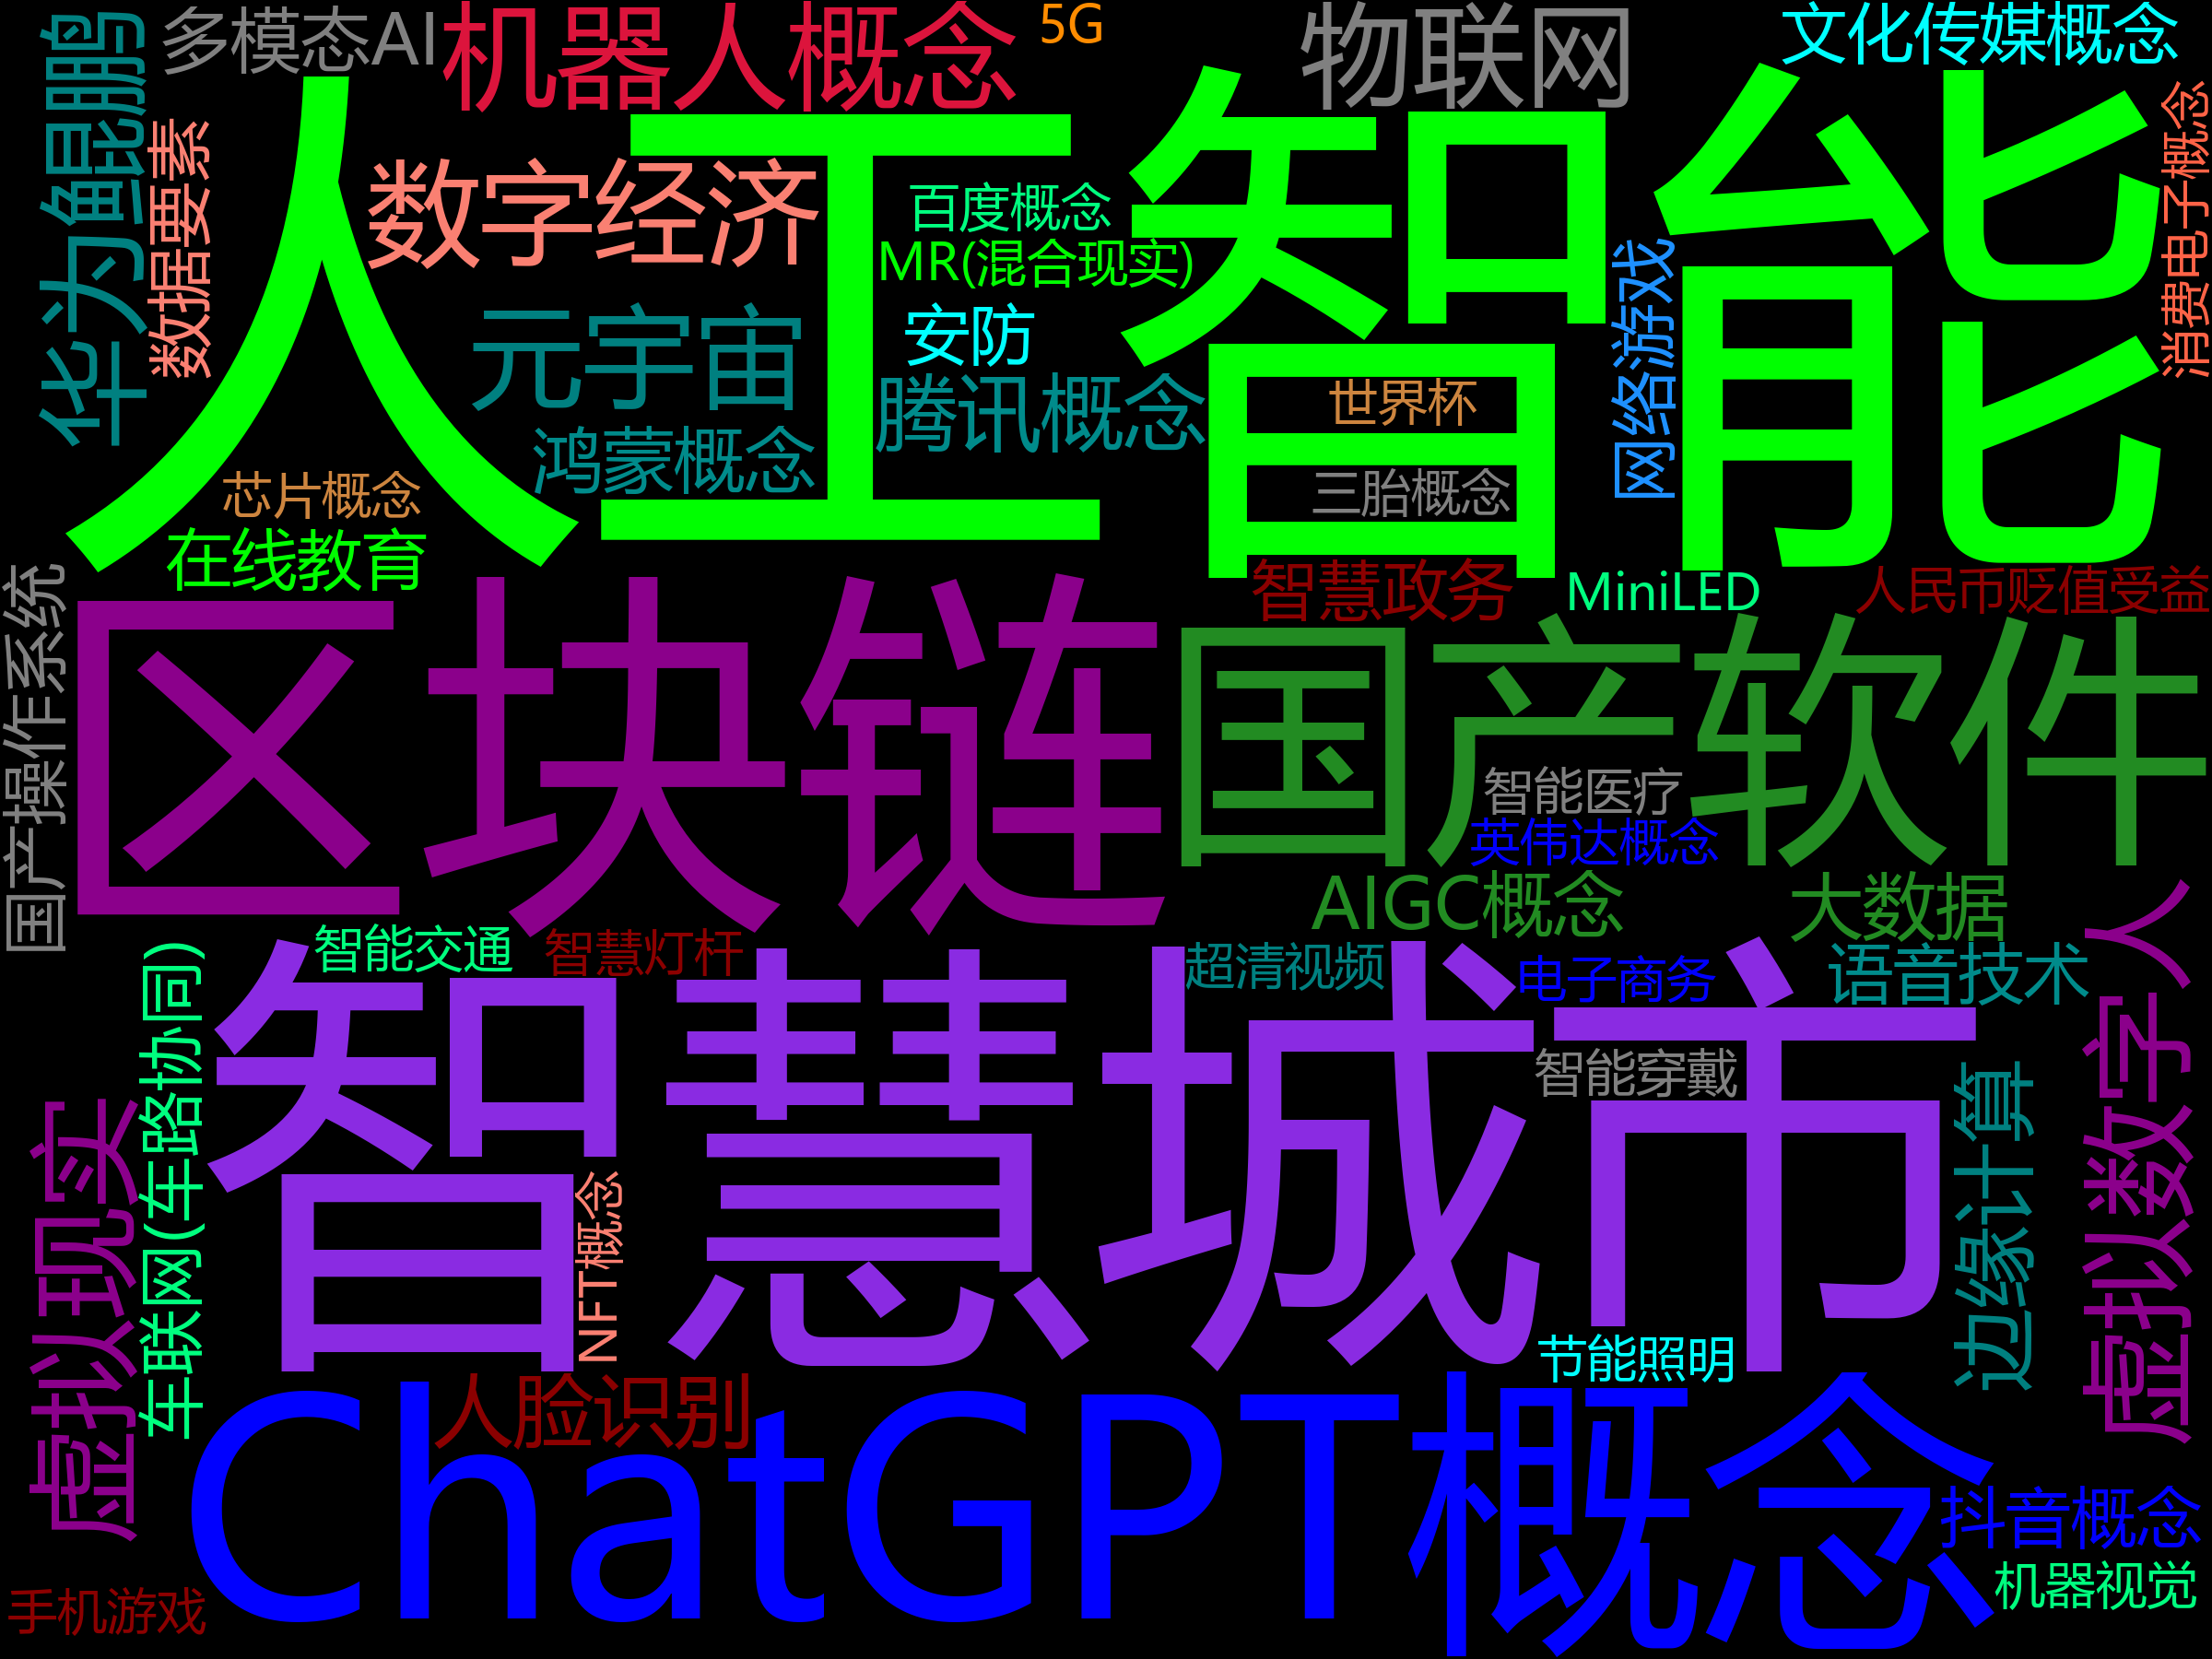 多模态AI
机器人概念
5G
物联网
文化传媒概念
华为鲲鹏
数据要素
人工智能
数字经济
百度概念
MR(混合现实)
消费电子概念
元宇宙
安防
网络游戏
腾讯概念
世界杯
鸿蒙概念
芯片概念
三胎概念
在线教育
国产操作系统
智慧政务
MiniLED
人民币贬值受益
区块链
国产软件
智能医疗
英伟达概念
AIGC概念
大数据
智能交通
智慧灯杆
超清视频
电子商务
语音技术
虚拟数字人
车联网(车路协同)
智慧城市
智能穿戴
边缘计算
虚拟现实
NFT概念
节能照明
人脸识别
ChatGPT概念
抖音概念
机器视觉
手机游戏